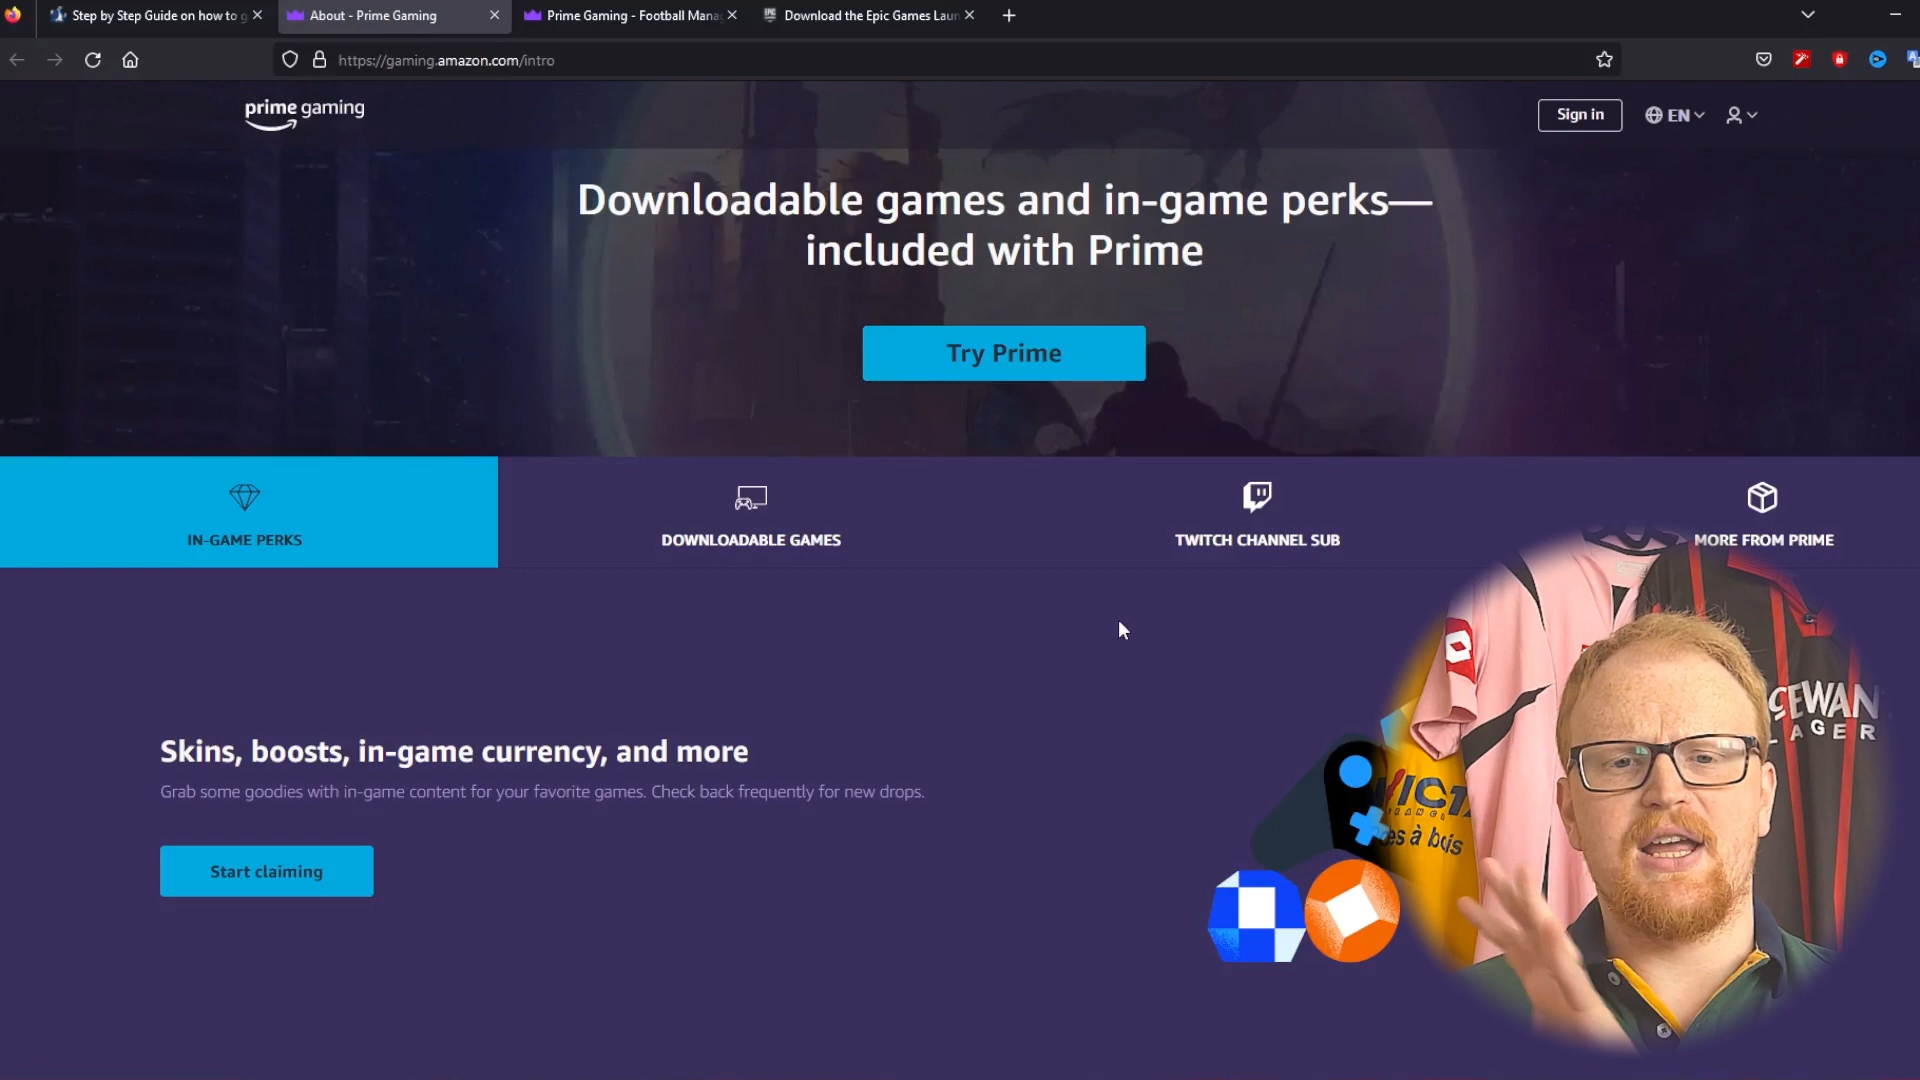 Step by Step Guide on how to g
About - Prime Gaming
Prime Gaming - Football Mana
Download the Epic Games Laun
https://gaming.amazon.com/intro
prime gaming
Sign in
EN
Downloadable games and in-game perks—
included with Prime
Try Prime
IN-GAME PERKS
DOWNLOADABLE GAMES
TWITCH CHANNEL SUB
MORE FROM PRIME
Skins, boosts, in-game currency, and more
Grab some goodies with in-game content for your favorite games. Check back frequently for new drops.
Start claiming
CEWAN
LAGER
à bois